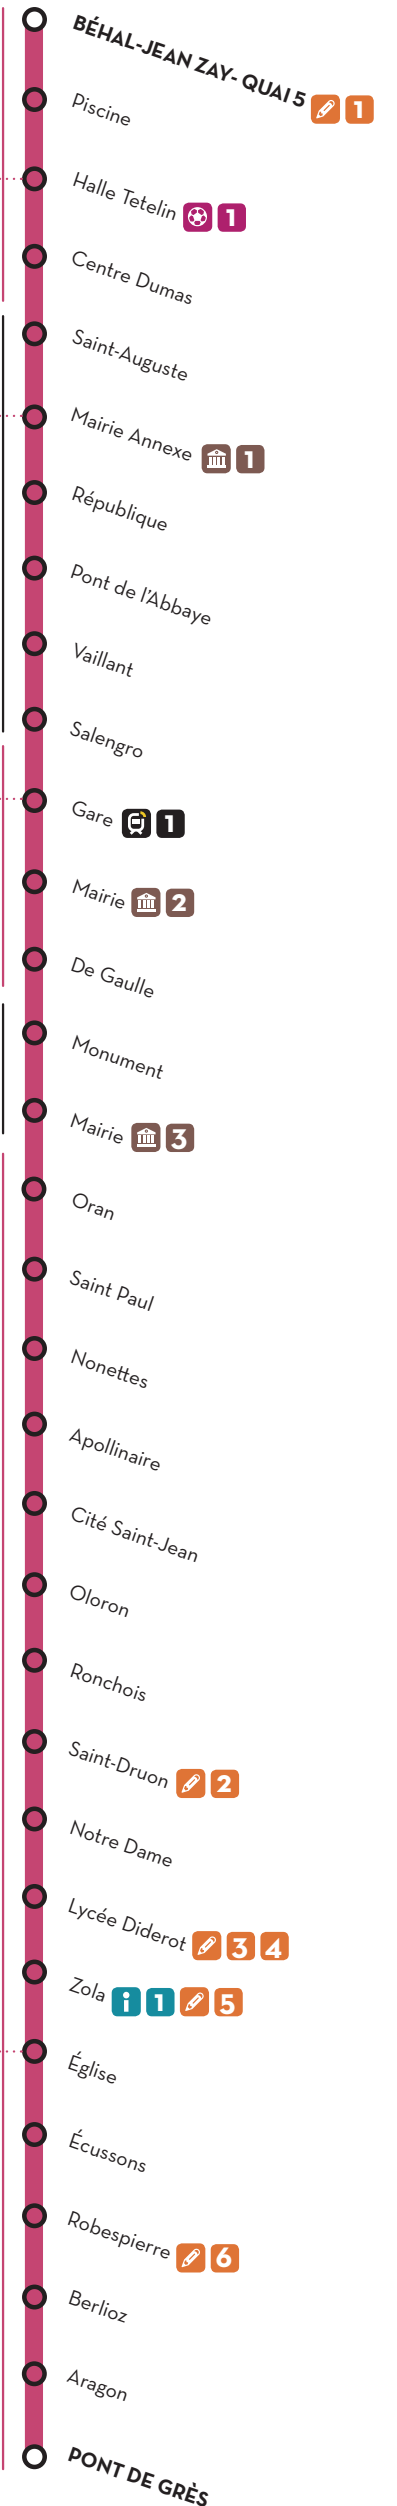 BÉHAL-JEAN ZAY- QUAI 5 1
Piscine
Halle Tetelin 1
Centre Dumas
Saint-Auguste
Mairie Annexe 1
République
Pont de l'Abbaye
Vaillant
Salengro
Gare 1
Mairie 2
De Gaulle
Monument
Mairie 3
Oran
Saint Paul
Nonettes
Apollinaire
Cité Saint-Jean
Oloron
Ronchois
Saint-Druon 2
Notre Dame
Lycée Diderot 3 4
Zola i 1 5
Église
Écussons
Robespierre 6
Berlioz
Aragon
PONT DE GRÈS